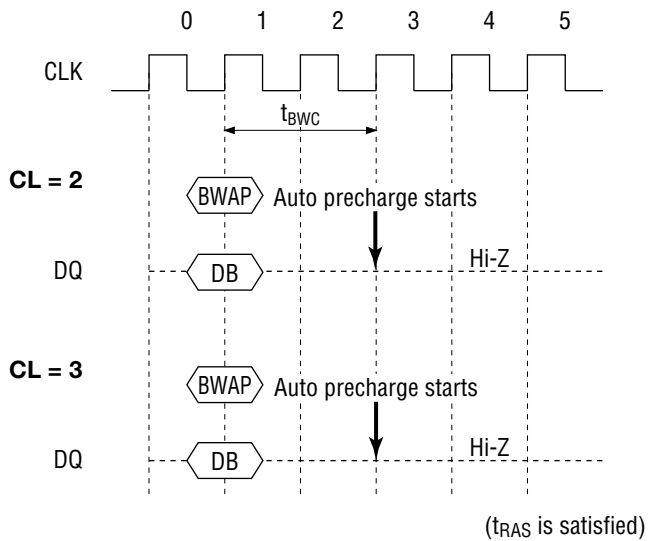 0 1 2 3 4 5
CLK
tBWC
CL = 2
BWAP Auto precharge starts
DQ DB Hi-Z
CL = 3
BWAP Auto precharge starts
DQ DB Hi-Z
(tRAS is satisfied)